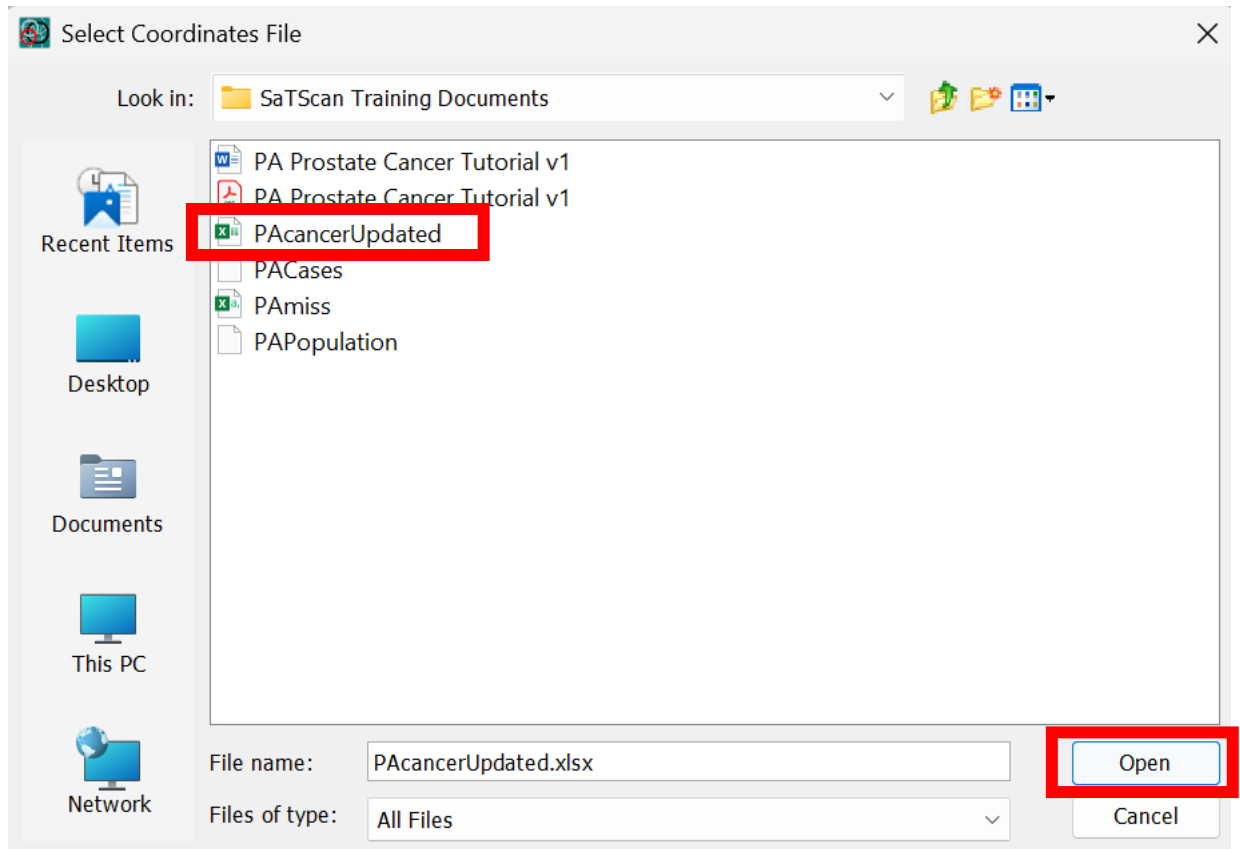 Select Coordinates File
Look in: SaTScan Training Documents
PA Prostate Cancer Tutorial v1
PA Prostate Cancer Tutorial v1
PAcancerUpdated
PACases
PAmiss
PAPopulation
Recent Items
Desktop
Documents
This PC
Network
File name: PAcancerUpdated.xlsx Open
Files of type: All Files Cancel